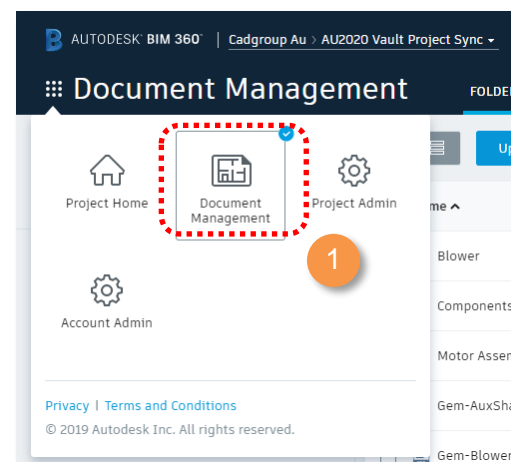 AUTODESK® BIM 360™ | Cadgroup Au > AU2020 Vault Project Sync
Document Management
FOLDE
Project Home
Document
Management
Project Admin
1
Account Admin
Privacy | Terms and Conditions
© 2019 Autodesk Inc. All rights reserved.
Up
me
Blower
Components
Motor Asser
Gem-AuxSha
Gem-Blower